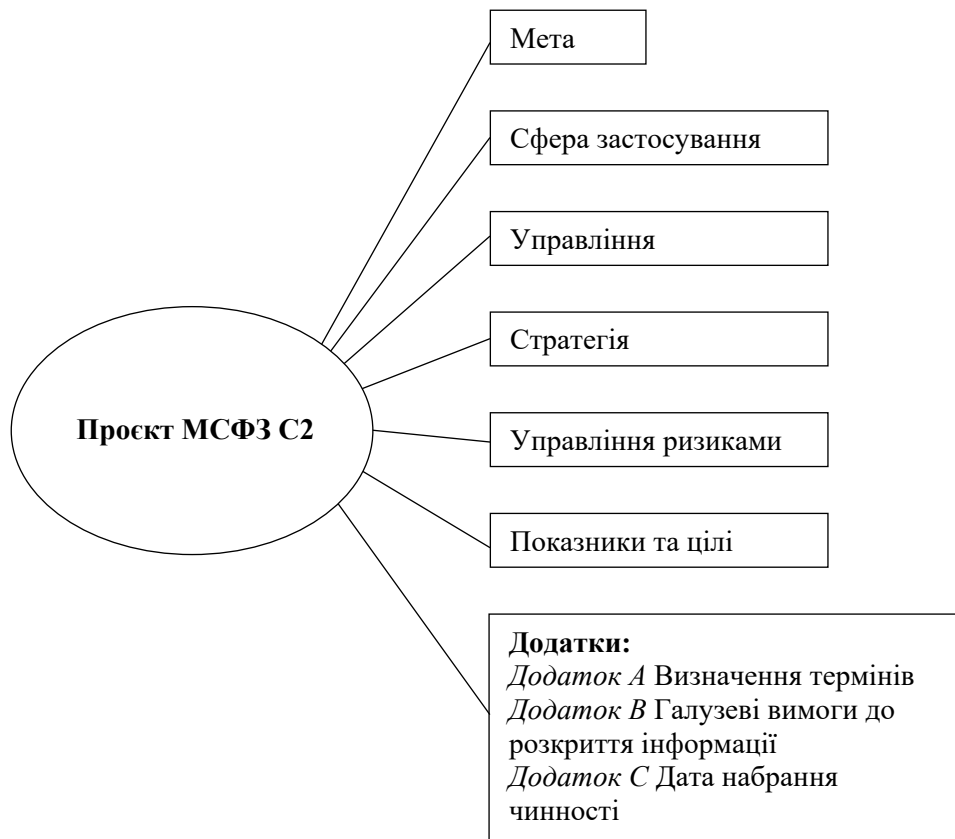 Мета
Сфера застосування
Управління
Стратегія
Проєкт МСФЗ С2
Управління ризиками
Показники та цілі
Додатки:
Додаток А Визначення термінів
Додаток В Галузеві вимоги до
розкриття інформації
Додаток С Дата набрання
чинності